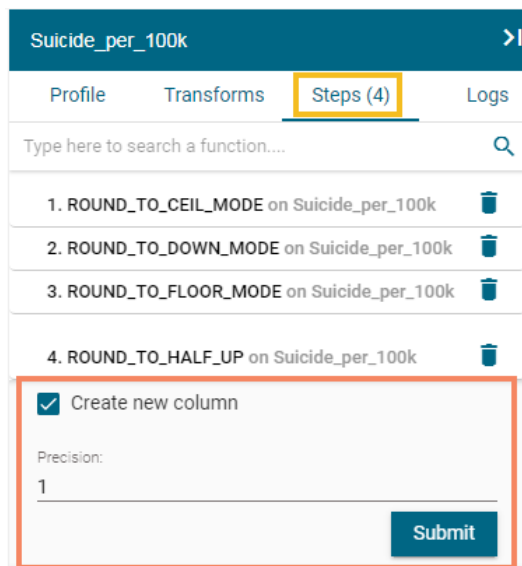 Suicide_per_100k
Profile Transforms Steps (4) Logs
Type here to search a function....
1. ROUND_TO_CEIL_MODE on Suicide_per_100k
2. ROUND_TO_DOWN_MODE on Suicide_per_100k
3. ROUND_TO_FLOOR_MODE on Suicide_per_100k
4. ROUND_TO_HALF_UP on Suicide_per_100k
Create new column
Precision:
1
Submit